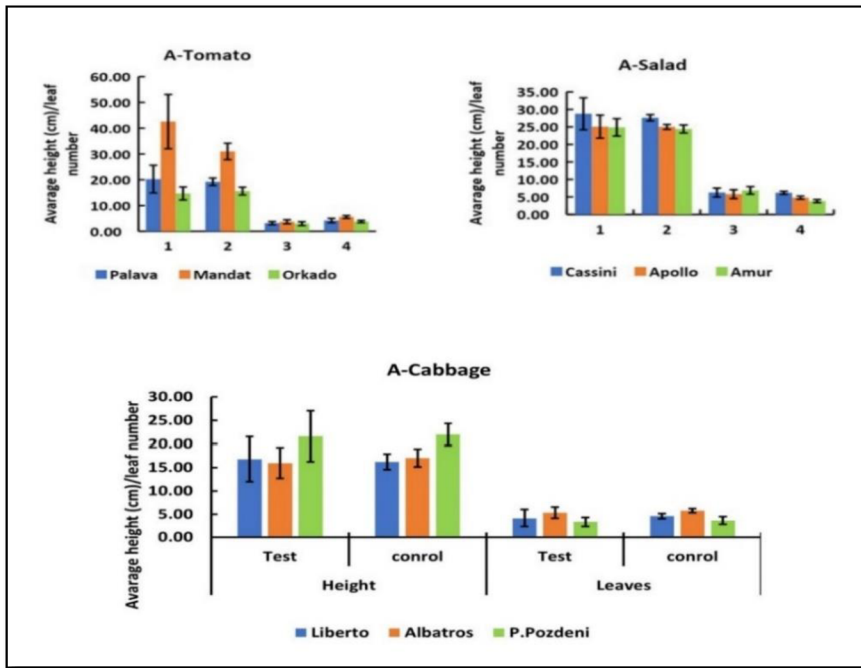 A-Tomato
Avarage height (cm)/leaf
number
60.00
50.00
40.00
30.00
20.00
10.00
0.00
1 2 3 4
Palava Mandat Orkado
A-Salad
Avarage height (cm)/leaf
number
35.00
30.00
25.00
20.00
15.00
10.00
5.00
0.00
1 2 3 4
Cassini Apollo Amur
A-Cabbage
Avarage height (cm)/leaf number
30.00
25.00
20.00
15.00
10.00
5.00
0.00
Test conrol Test conrol
Height Leaves
Liberto Albatros P.Pozdeni